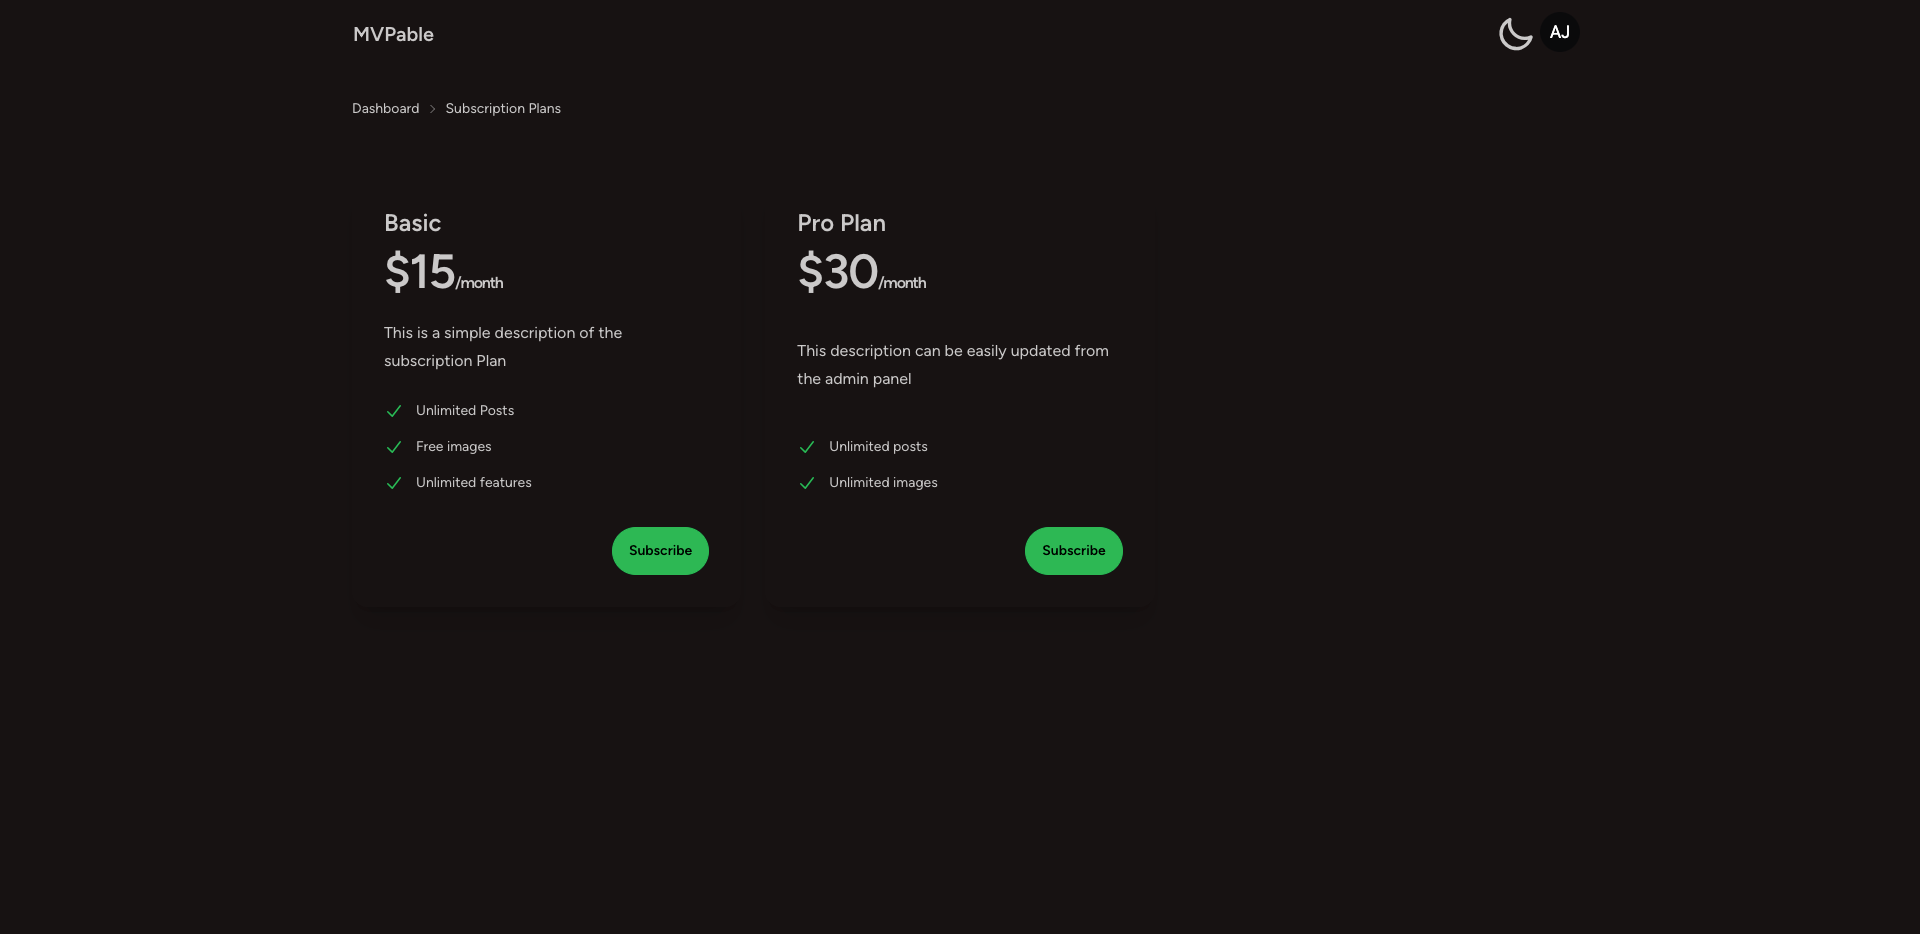 MVPable
AJ
Dashboard
Subscription Plans
Basic
$15/month
This is a simple description of the
subscription Plan
Unlimited Posts
Free images
Unlimited features
Subscribe
Pro Plan
$30/month
This description can be easily updated from
the admin panel
Unlimited posts
Unlimited images
Subscribe